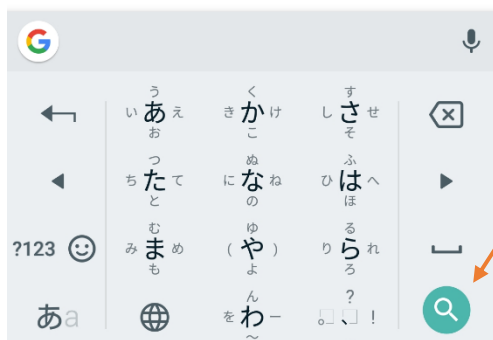 う く す
い あ え き か け し さ せ
お こ そ
つ ぬ ふ
ち た て に な ね ひ は へ
と の ほ
む ゆ る
?123 み ま め ( や ) り ら れ
も よ ろ
ん ?
あa を わ ー 。 、 !
〜